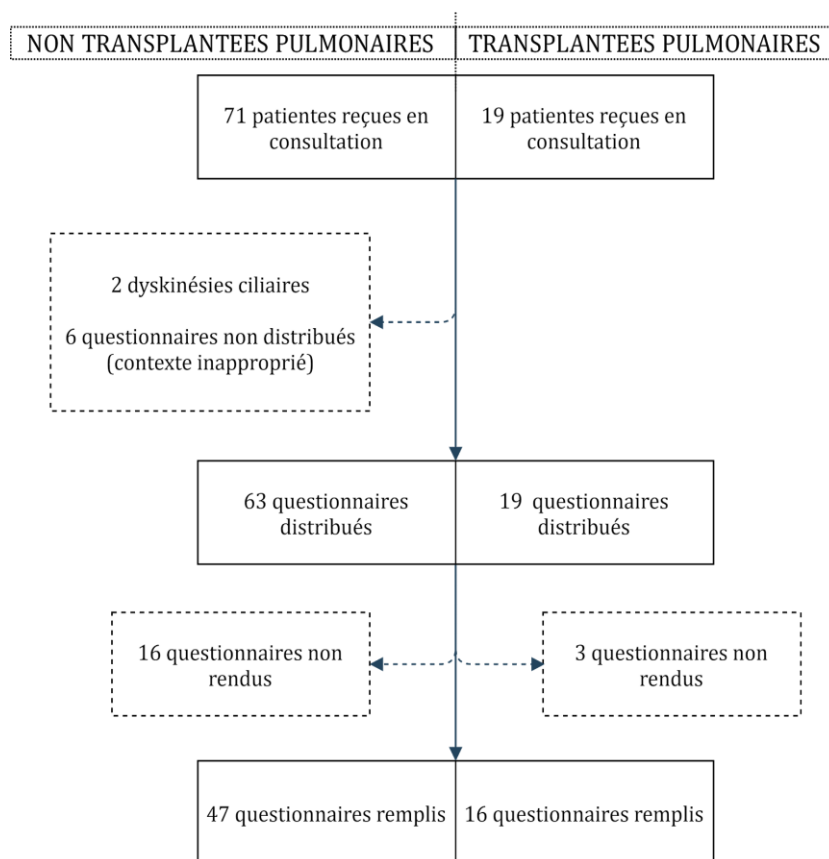 NON TRANSPLANTEES PULMONAIRES
TRANSPLANTEES PULMONAIRES
71 patientes reçues en
consultation
19 patientes reçues en
consultation
2 dyskinésies ciliaires
6 questionnaires non distribués
(contexte inapproprié)
63 questionnaires
distribués
19 questionnaires
distribués
16 questionnaires non
rendus
3 questionnaires non
rendus
47 questionnaires remplis
16 questionnaires remplis